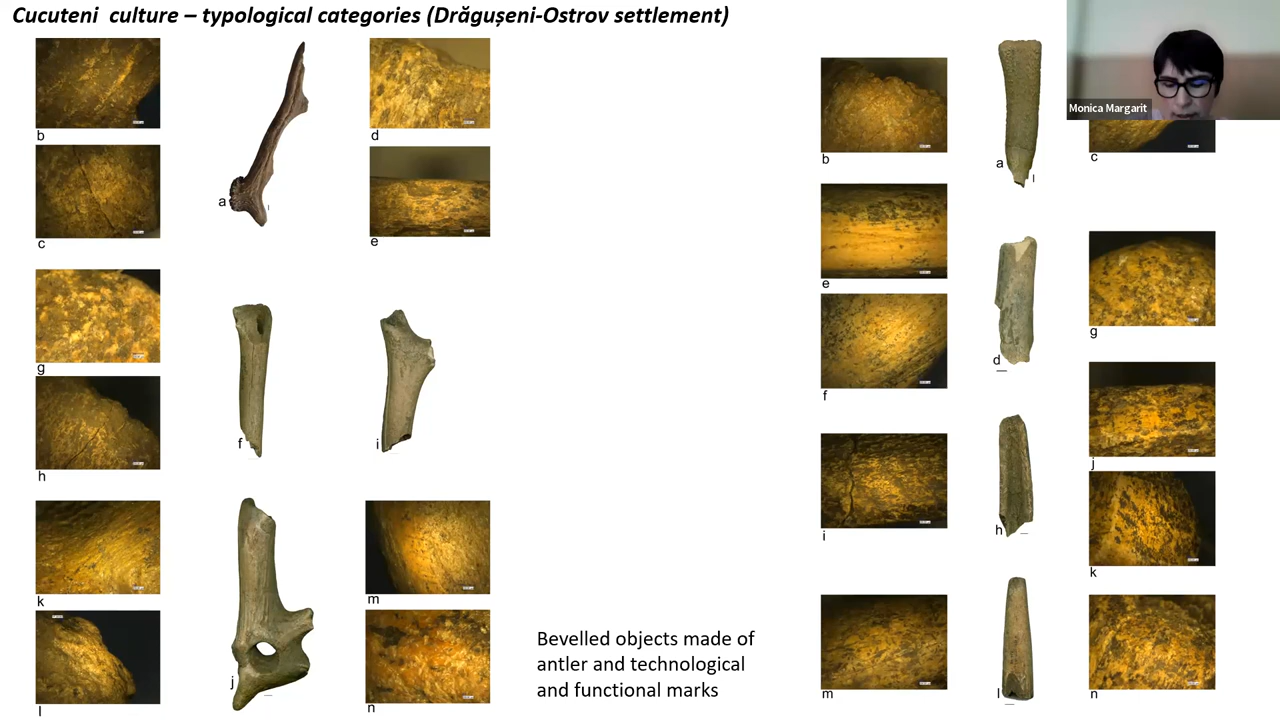 Cucuteni culture – typological categories (Drăgușeni-Ostrov settlement)
b
c
a
d
e
g
h
f
i
k
l
j
m
n
Bevelled objects made of
antler and technological
and functional marks
Monica Margarit
b
a
c
e
f
d
g
i
h
j
k
m
l
n